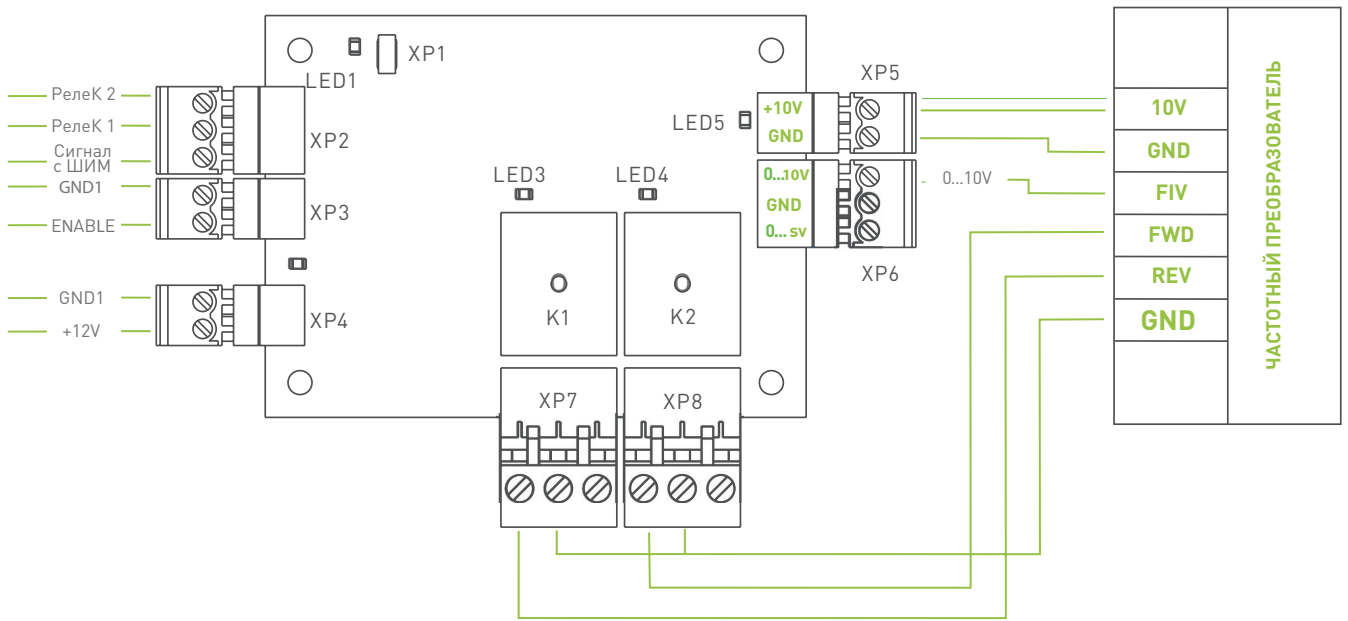 XP1
LED1
РелеК 2
РелеК 1
Сигнал
с ШИМ
GND1
ENABLE
GND1
+12V
XP2
XP3
XP4
LED3
LED4
LED5
K1
K2
XP7
XP8
XP5
+10V
GND
0...10V
GND
0... sv
XP6
0...10V
10V
GND
FIV
FWD
REV
GND
ЧАСТОТНЫЙ ПРЕОБРАЗОВАТЕЛЬ